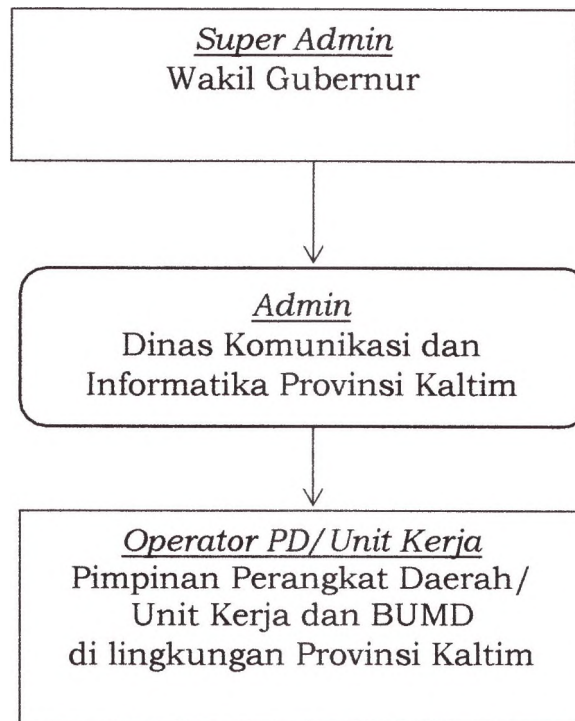 Super Admin
Wakil Gubernur
Admin
Dinas Komunikasi dan
Informatika Provinsi Kaltim
Operator PD/Unit Kerja
Pimpinan Perangkat Daerah/
Unit Kerja dan BUMD
di lingkungan Provinsi Kaltim